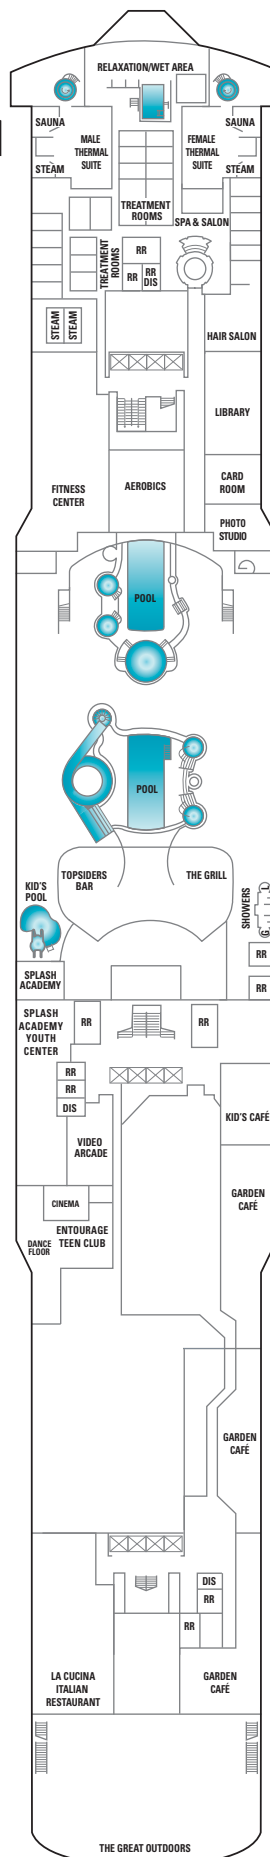 RELAXATION/WET AREA
SAUNA
SAUNA
MALE
THERMAL
SUITE
FEMALE
THERMAL
SUITE
STEAM
STEAM
TREATMENT
ROOMS
SPA & SALON
TREATMENT
ROOMS
RR
RR
RR
DIS
STEAM
STEAM
HAIR SALON
LIBRARY
CARD
ROOM
FITNESS
CENTER
AEROBICS
PHOTO
STUDIO
POOL
POOL
TOPSIDERS
BAR
THE GRILL
KID'S
POOL
SHOWERS
L
G
RR
RR
SPLASH
ACADEMY
SPLASH
ACADEMY
YOUTH
CENTER
RR
RR
RR
RR
DIS
KID'S CAFÉ
VIDEO
ARCADE
GARDEN
CAFÉ
CINEMA
ENTOURAGE
TEEN CLUB
DANCE
FLOOR
GARDEN
CAFÉ
DIS
RR
RR
LA CUCINA
ITALIAN
RESTAURANT
GARDEN
CAFÉ
THE GREAT OUTDOORS